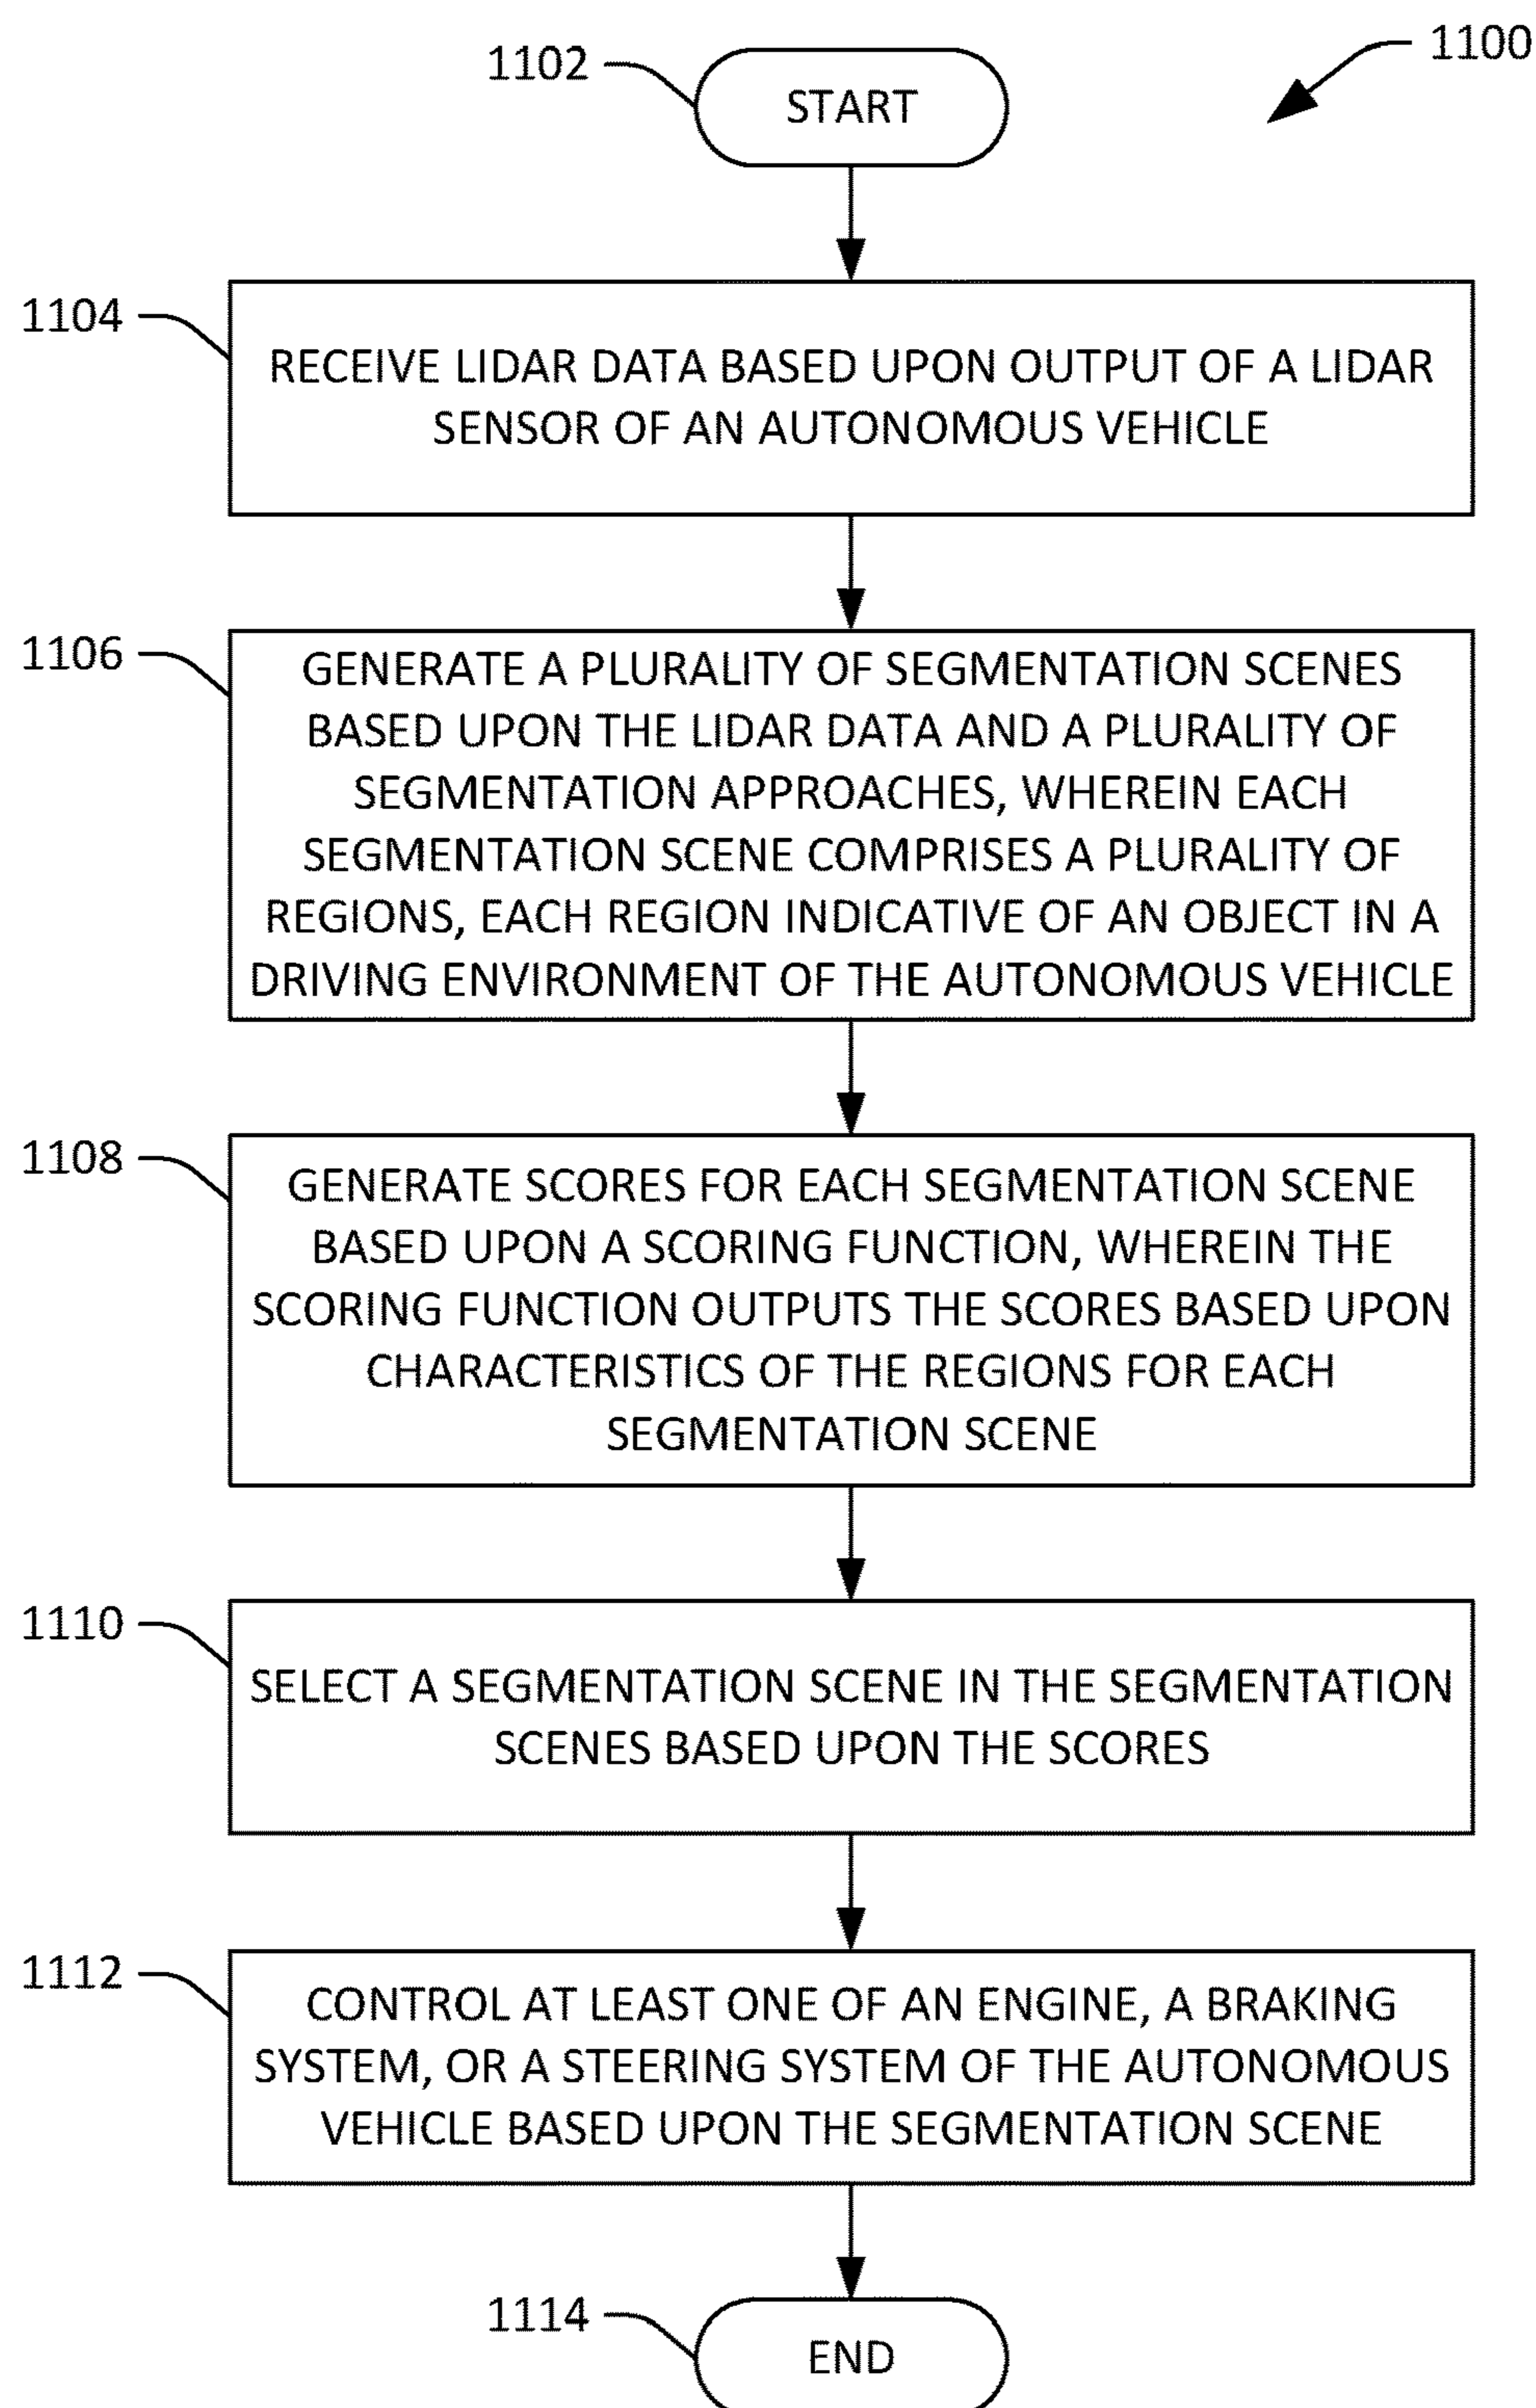 1100
1102
START
1104
RECEIVE LIDAR DATA BASED UPON OUTPUT OF A LIDAR
SENSOR OF AN AUTONOMOUS VEHICLE
1106
GENERATE A PLURALITY OF SEGMENTATION SCENES
BASED UPON THE LIDAR DATA AND A PLURALITY OF
SEGMENTATION APPROACHES, WHEREIN EACH
SEGMENTATION SCENE COMPRISES A PLURALITY OF
REGIONS, EACH REGION INDICATIVE OF AN OBJECT IN A
DRIVING ENVIRONMENT OF THE AUTONOMOUS VEHICLE
1108
GENERATE SCORES FOR EACH SEGMENTATION SCENE
BASED UPON A SCORING FUNCTION, WHEREIN THE
SCORING FUNCTION OUTPUTS THE SCORES BASED UPON
CHARACTERISTICS OF THE REGIONS FOR EACH
SEGMENTATION SCENE
1110
SELECT A SEGMENTATION SCENE IN THE SEGMENTATION
SCENES BASED UPON THE SCORES
1112
CONTROL AT LEAST ONE OF AN ENGINE, A BRAKING
SYSTEM, OR A STEERING SYSTEM OF THE AUTONOMOUS
VEHICLE BASED UPON THE SEGMENTATION SCENE
1114
END